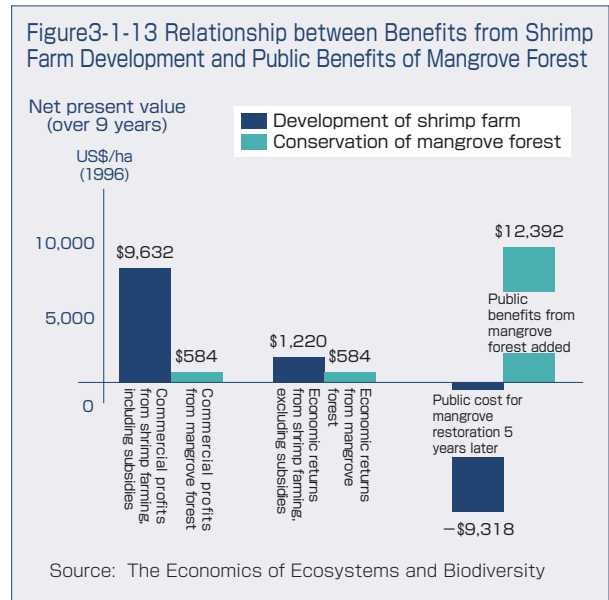 Figure3-1-13 Relationship between Benefits from Shrimp
Farm Development and Public Benefits of Mangrove Forest
Net present value
(over 9 years)
US$/ha
(1996)
Development of shrimp farm
Conservation of mangrove forest
10,000
5,000
0
$9,632
$584
$1,220
$584
$12,392
Public
benefits from
mangrove
forest added
Commercial profits
from shrimp farming,
including subsidies
Commercial profits
from mangrove forest
Economic returns
from shrimp farming,
excluding subsidies
Economic returns
from mangrove
forest
Public cost for
mangrove
restoration 5
years later
−$9,318
Source: The Economics of Ecosystems and Biodiversity